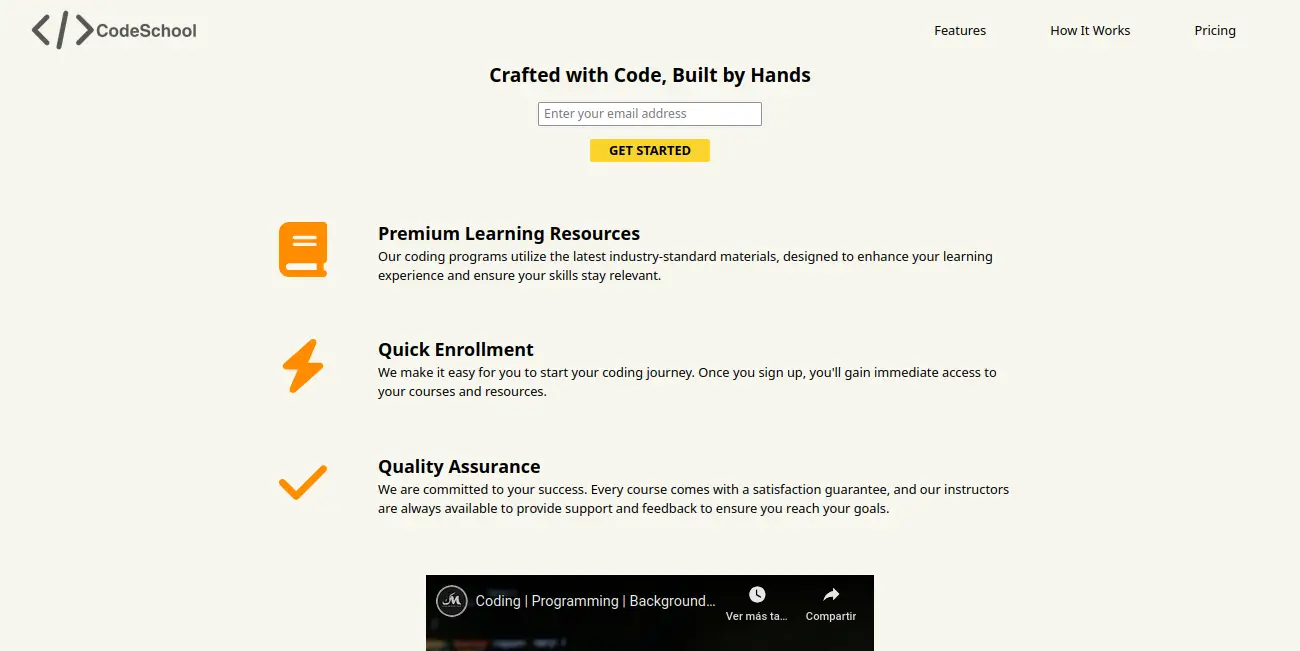 </> CodeSchool
Features
How It Works
Pricing
Crafted with Code, Built by Hands
Enter your email address
GET STARTED
Premium Learning Resources
Our coding programs utilize the latest industry-standard materials, designed to enhance your learning
experience and ensure your skills stay relevant.
Quick Enrollment
We make it easy for you to start your coding journey. Once you sign up, you'll gain immediate access to
your courses and resources.
Quality Assurance
We are committed to your success. Every course comes with a satisfaction guarantee, and our instructors
are always available to provide support and feedback to ensure you reach your goals.
Coding | Programming | Background...
Ver más ta...
Compartir